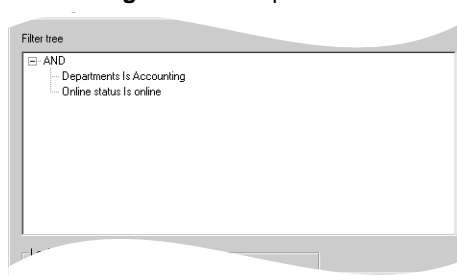 Filter tree
AND
Departments Is Accounting
Online status Is online